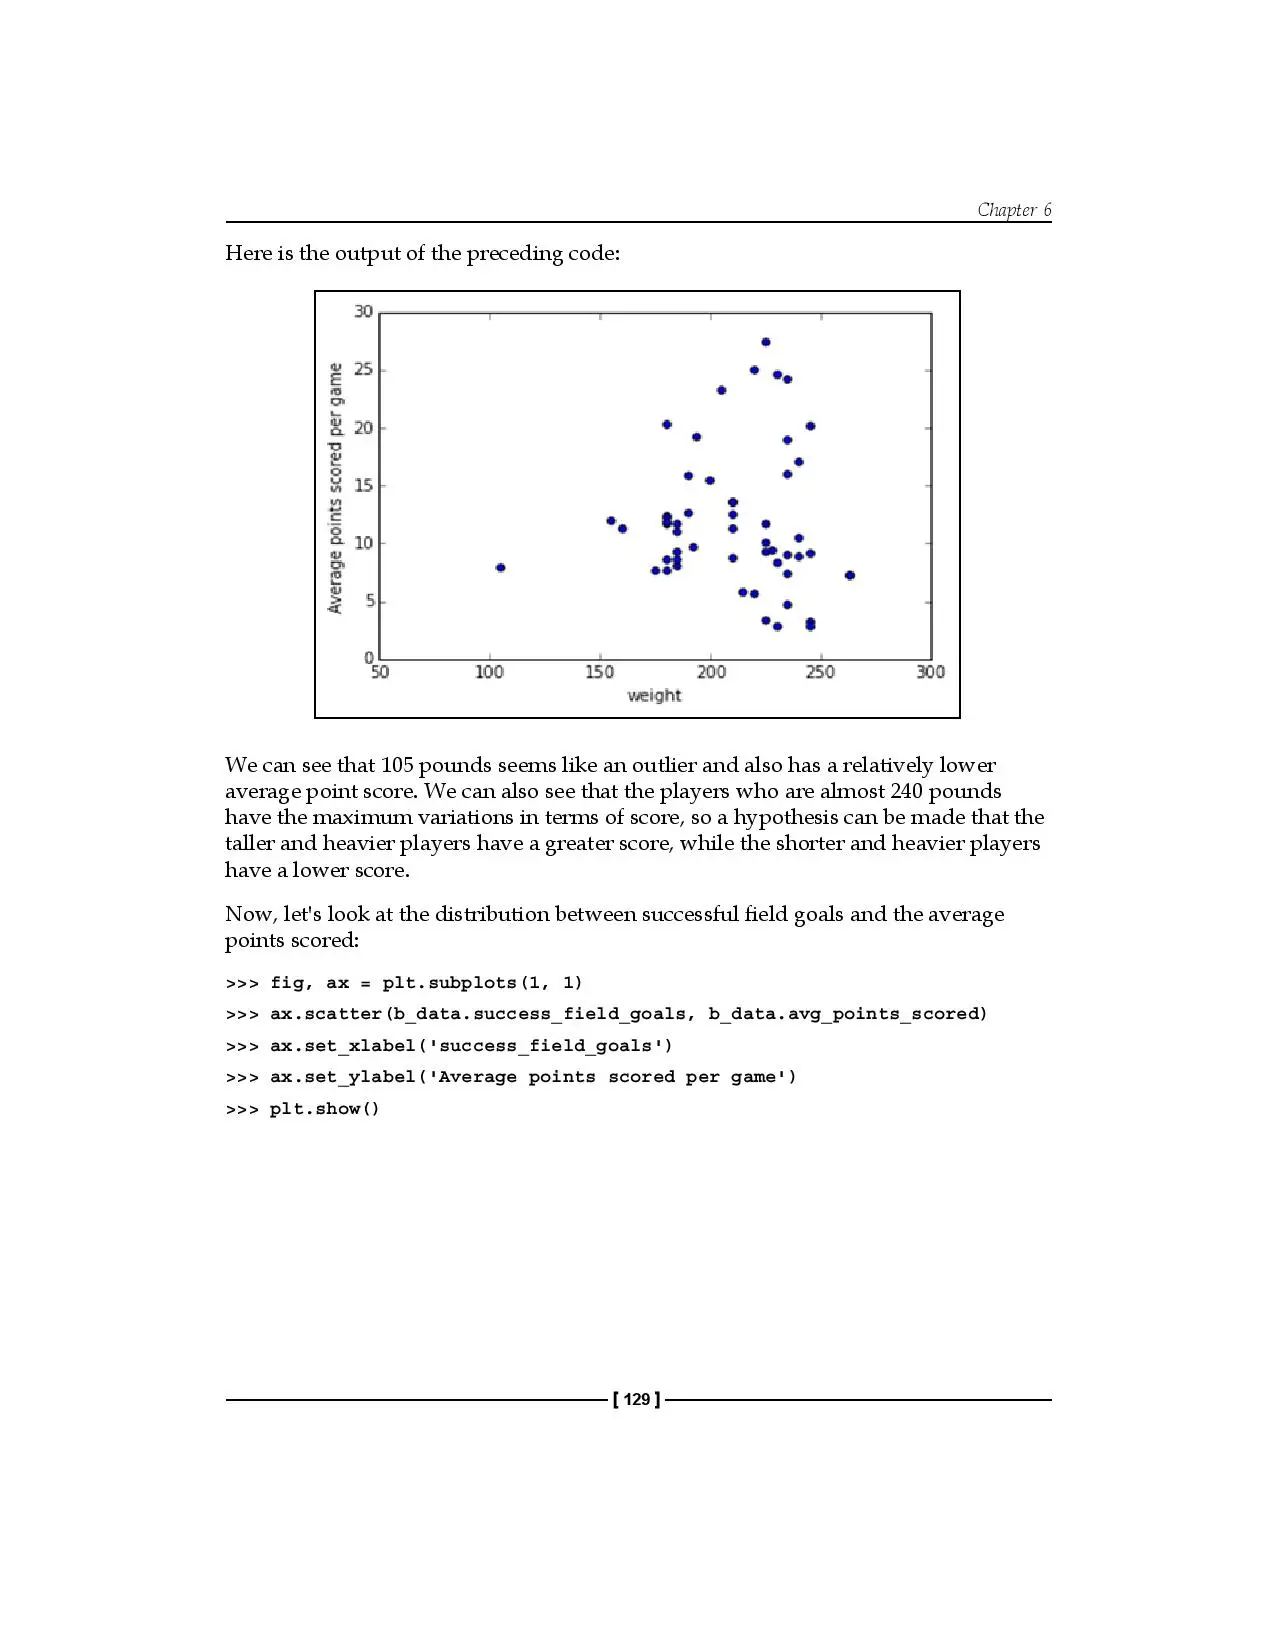 Chapter 6
Here is the output of the preceding code:
30
25
20
15
10
5
0
Average points scored per game
50 100 150 200 250 300
weight
We can see that 105 pounds seems like an outlier and also has a relatively lower
average point score. We can also see that the players who are almost 240 pounds
have the maximum variations in terms of score, so a hypothesis can be made that the
taller and heavier players have a greater score, while the shorter and heavier players
have a lower score.
Now, let's look at the distribution between successful field goals and the average
points scored:
>>> fig, ax = plt.subplots(1, 1)
>>> ax.scatter(b_data.success_field_goals, b_data.avg_points_scored)
>>> ax.set_xlabel('success_field_goals')
>>> ax.set_ylabel('Average points scored per game')
>>> plt.show()
[ 129 ]